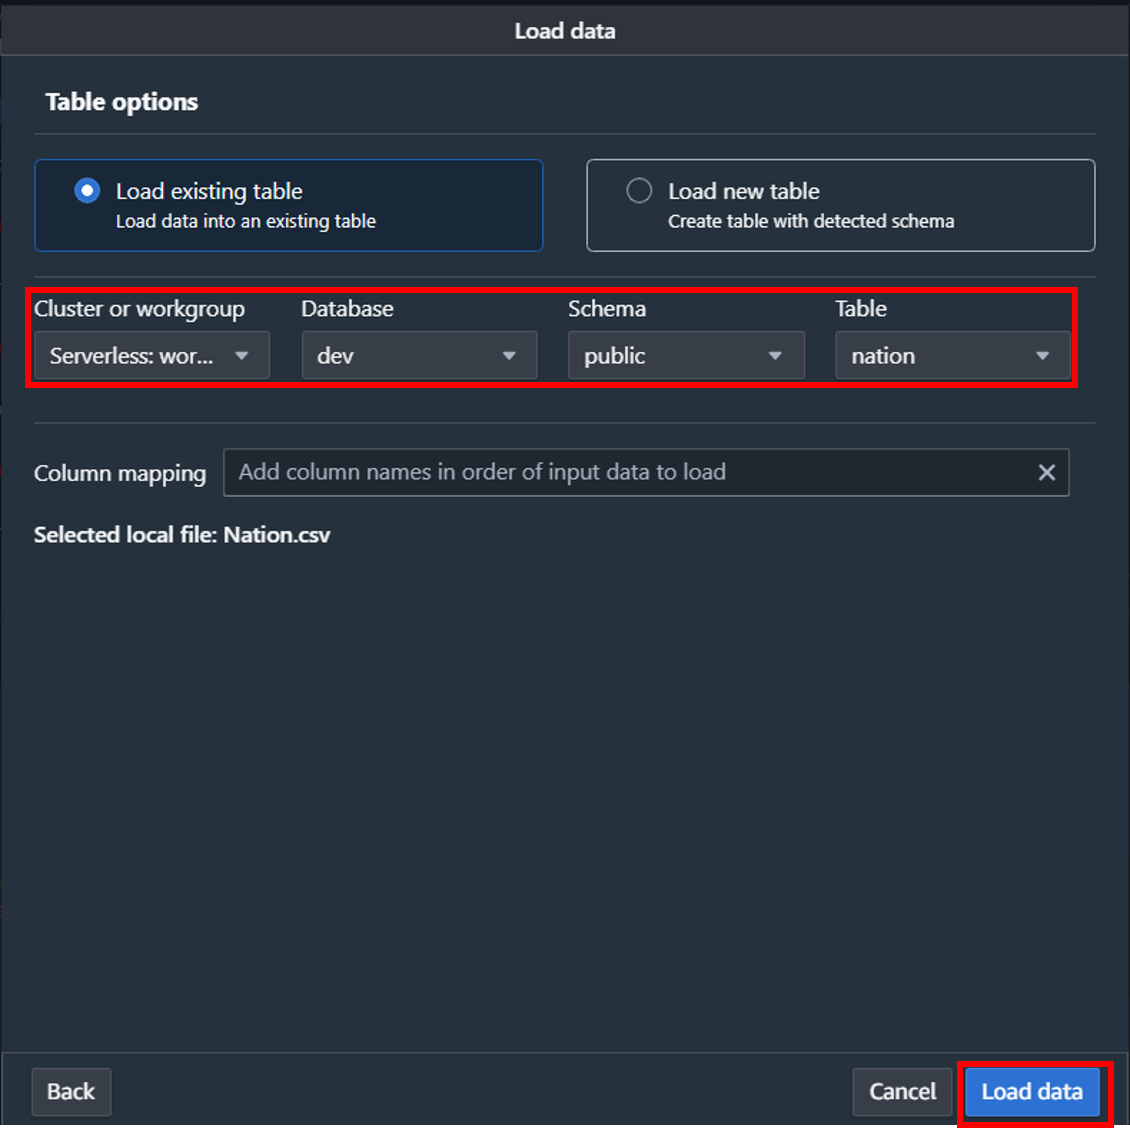 Load data
Table options
Load existing table
Load data into an existing table
Load new table
Create table with detected schema
Cluster or workgroup
Database
Schema
Table
Serverless: wor...
dev
public
nation
Column mapping
Add column names in order of input data to load
Selected local file: Nation.csv
Back
Cancel
Load data